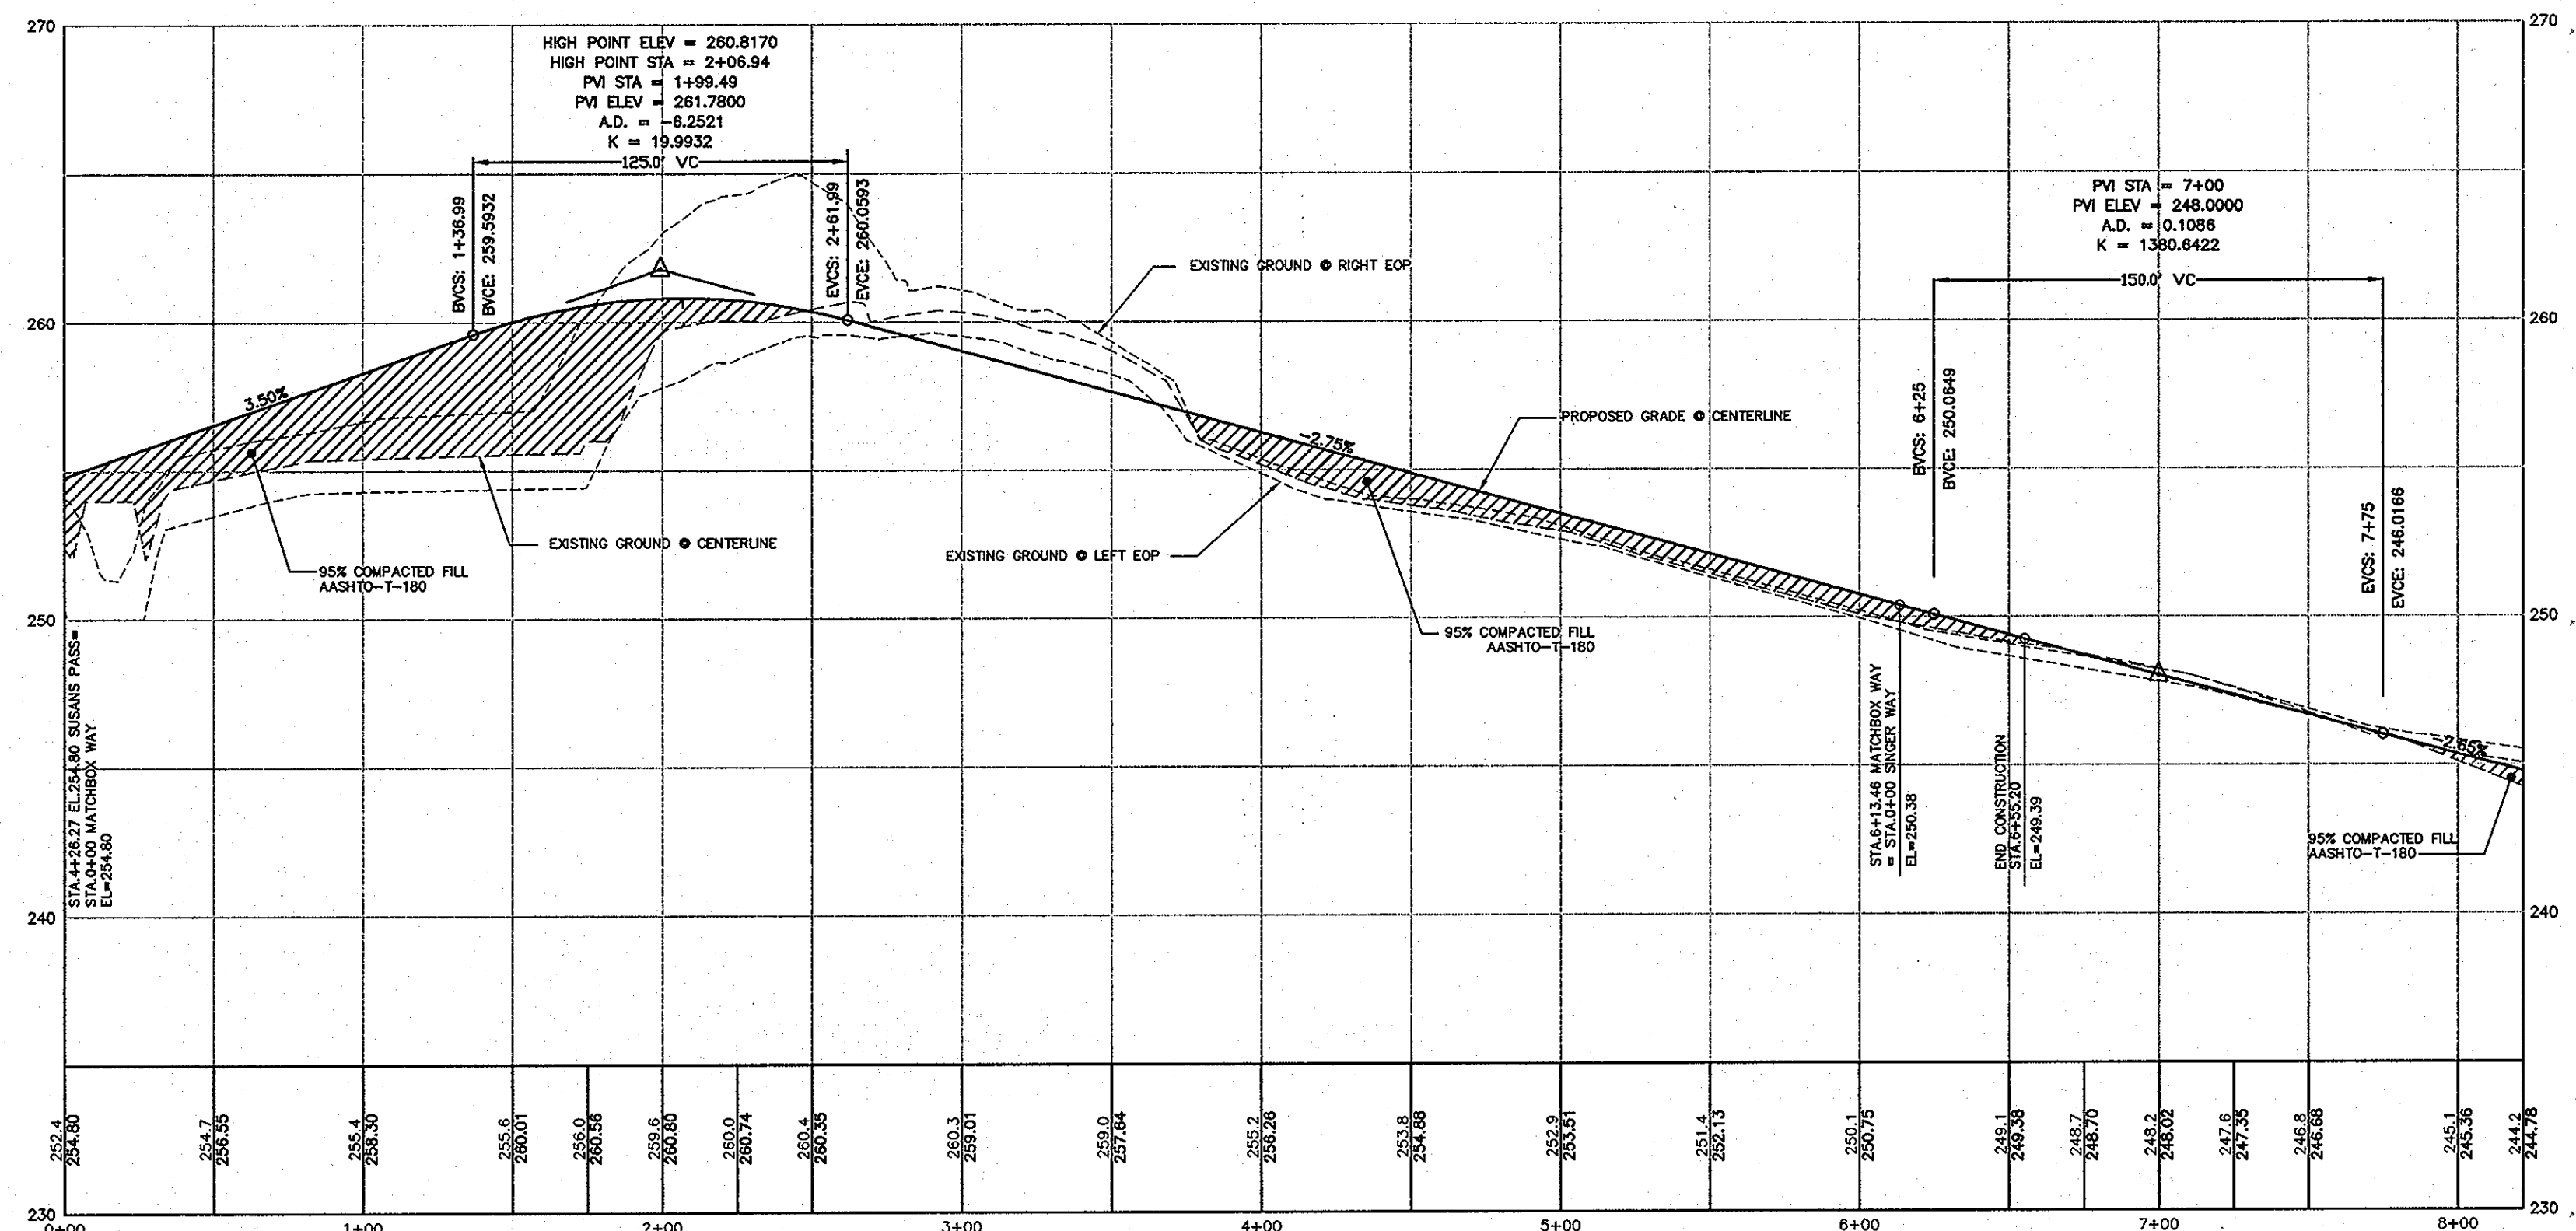 270
270
HIGH POINT ELEV = 260.8170
HIGH POINT STA = 2+06.94
PVI STA = 1+99.49
PVI ELEV = 261.7800
A.D. = -6.2521
K = 19.9932
125.0' VC
BVCS: 1+36.99
BVCE: 259.5932
EVCS: 2+61.99
EVCE: 260.0593
PVI STA = 7+00
PVI ELEV = 248.0000
A.D. = 0.1086
K = 1380.6422
150.0' VC
BVCS: 6+25
BVCE: 250.0649
EVCS: 7+75
EVCE: 246.0166
EXISTING GROUND @ RIGHT EOP
260
260
3.50%
PROPOSED GRADE @ CENTERLINE
-2.75%
EXISTING GROUND @ CENTERLINE
EXISTING GROUND @ LEFT EOP
95% COMPACTED FILL
AASHTO-T-180
95% COMPACTED FILL
AASHTO-T-180
250
250
STA.4+26.27 EL.254.80 SUSANS PASS=
STA.0+00 MATCHBOX WAY
EL=254.80
STA.6+13.46 MATCHBOX WAY
= STA.0+00 SINGER WAY
EL=250.38
END CONSTRUCTION
STA.6+55.20
EL=249.39
-2.65%
95% COMPACTED FILL
AASHTO-T-180
240
240
252.4
254.80
254.7
256.55
255.4
258.30
255.6
260.01
256.0
260.56
259.6
260.80
260.0
260.74
260.4
260.35
260.3
259.01
259.0
257.64
255.2
256.26
253.8
254.88
252.9
253.51
251.4
252.13
250.1
250.75
249.1
249.38
248.7
248.70
248.2
248.02
247.6
247.35
246.8
246.68
245.1
245.36
244.2
244.78
230
230
0+00
1+00
2+00
3+00
4+00
5+00
6+00
7+00
8+00